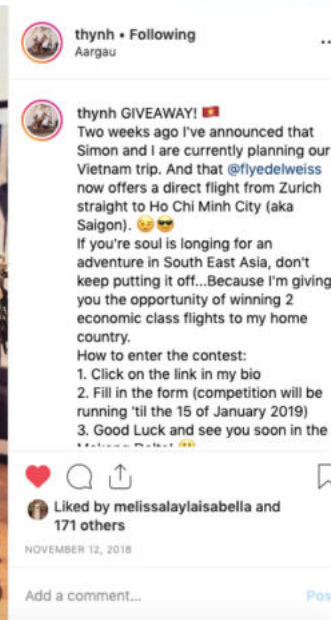 thynh • Following
Aargau
thynh GIVEAWAY! 🇻🇳
Two weeks ago I've announced that
Simon and I are currently planning our
Vietnam trip. And that @flyedelweiss
now offers a direct flight from Zurich
straight to Ho Chi Minh City (aka
Saigon). 😉😎
If you're soul is longing for an
adventure in South East Asia, don't
keep putting it off...Because I'm giving
you the opportunity of winning 2
economic class flights to my home
country.
How to enter the contest:
1. Click on the link in my bio
2. Fill in the form (competition will be
running 'til the 15 of January 2019)
3. Good Luck and see you soon in the
Liked by melissalaylaisabella and
171 others
NOVEMBER 12, 2018
Add a comment...